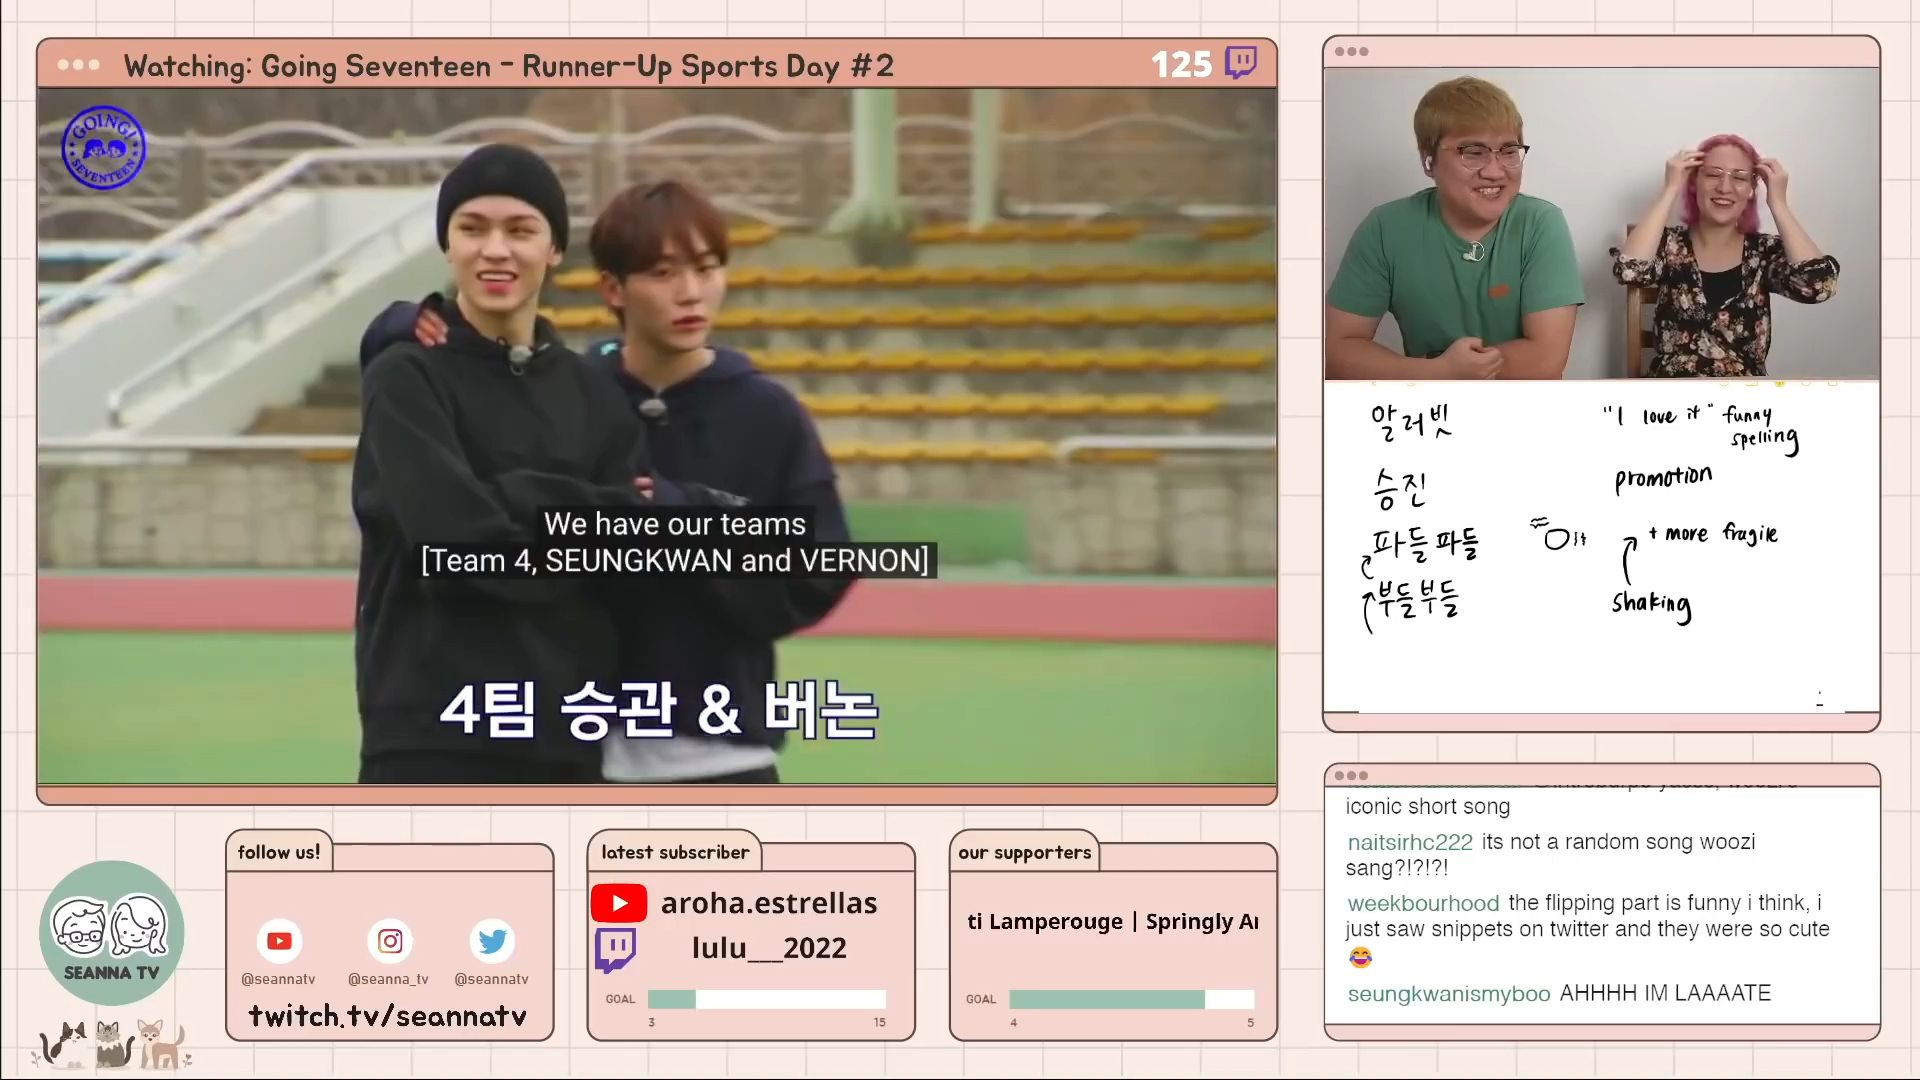 Watching: Going Seventeen - Runner-Up Sports Day #2
125
GOING!
SEVENTEEN
We have our teams
[Team 4, SEUNGKWAN and VERNON]
4팀 승관 & 버논
알러빗 "I love it" funny spelling
승진 promotion
파들파들 + more fragile
부들부들 shaking
iconic short song
naitsirhc222 its not a random song woozi
sang?!?!?!
weekbourhood the flipping part is funny i think, i
just saw snippets on twitter and they were so cute
😂
seungkwanismyboo AHHHH IM LAAAATE
SEANNA TV
follow us!
@seannatv @seanna_tv @seannatv
twitch.tv/seannatv
latest subscriber
aroha.estrellas
lulu___2022
GOAL
3 15
our supporters
ti Lamperouge | Springly
GOAL
4 5